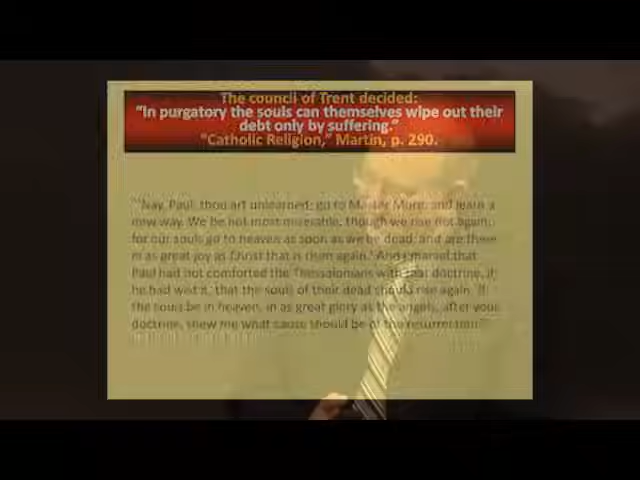 The council of Trent decided:
"In purgatory the souls can themselves wipe out their
debt only by suffering."
"Catholic Religion," Martin, p. 290.
"'Nay, Paul, thou art unlearned; go to Master More, and learn a
new way. We be not most miserable, though we rise not again;
for our souls go to heaven as soon as we be dead, and are there
in as great joy as Christ that is risen again.' And I marvel that
Paul had not comforted the Thessalonians with that doctrine, if
he had wist it, that the souls of their dead should rise again. If
the souls be in heaven, in as great glory as the angels, after your
doctrine, shew me what cause should be of the resurrection?"